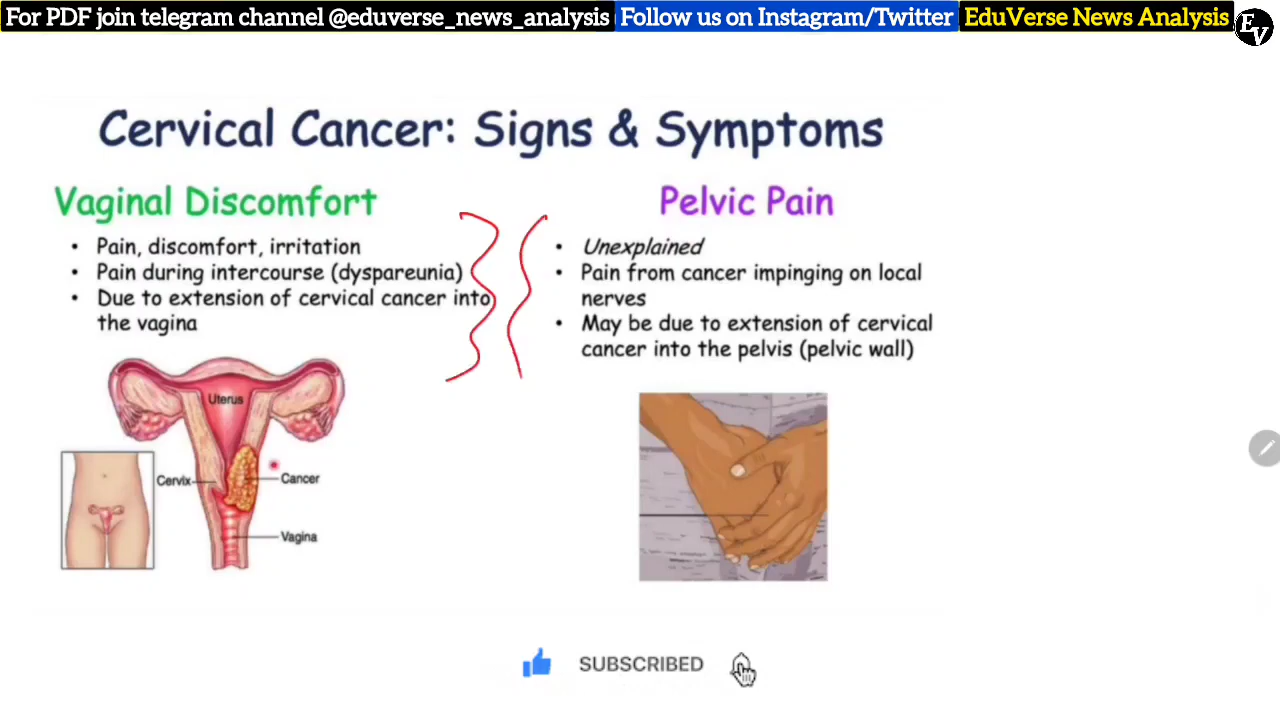 For PDF join telegram channel @eduverse_news_analysis Follow us on Instagram/Twitter EduVerse News Analysis EV
Cervical Cancer: Signs & Symptoms
Vaginal Discomfort
• Pain, discomfort, irritation
• Pain during intercourse (dyspareunia)
• Due to extension of cervical cancer into
the vagina
Pelvic Pain
• Unexplained
• Pain from cancer impinging on local
nerves
• May be due to extension of cervical
cancer into the pelvis (pelvic wall)
Uterus
Cervix
Cancer
Vagina
SUBSCRIBED